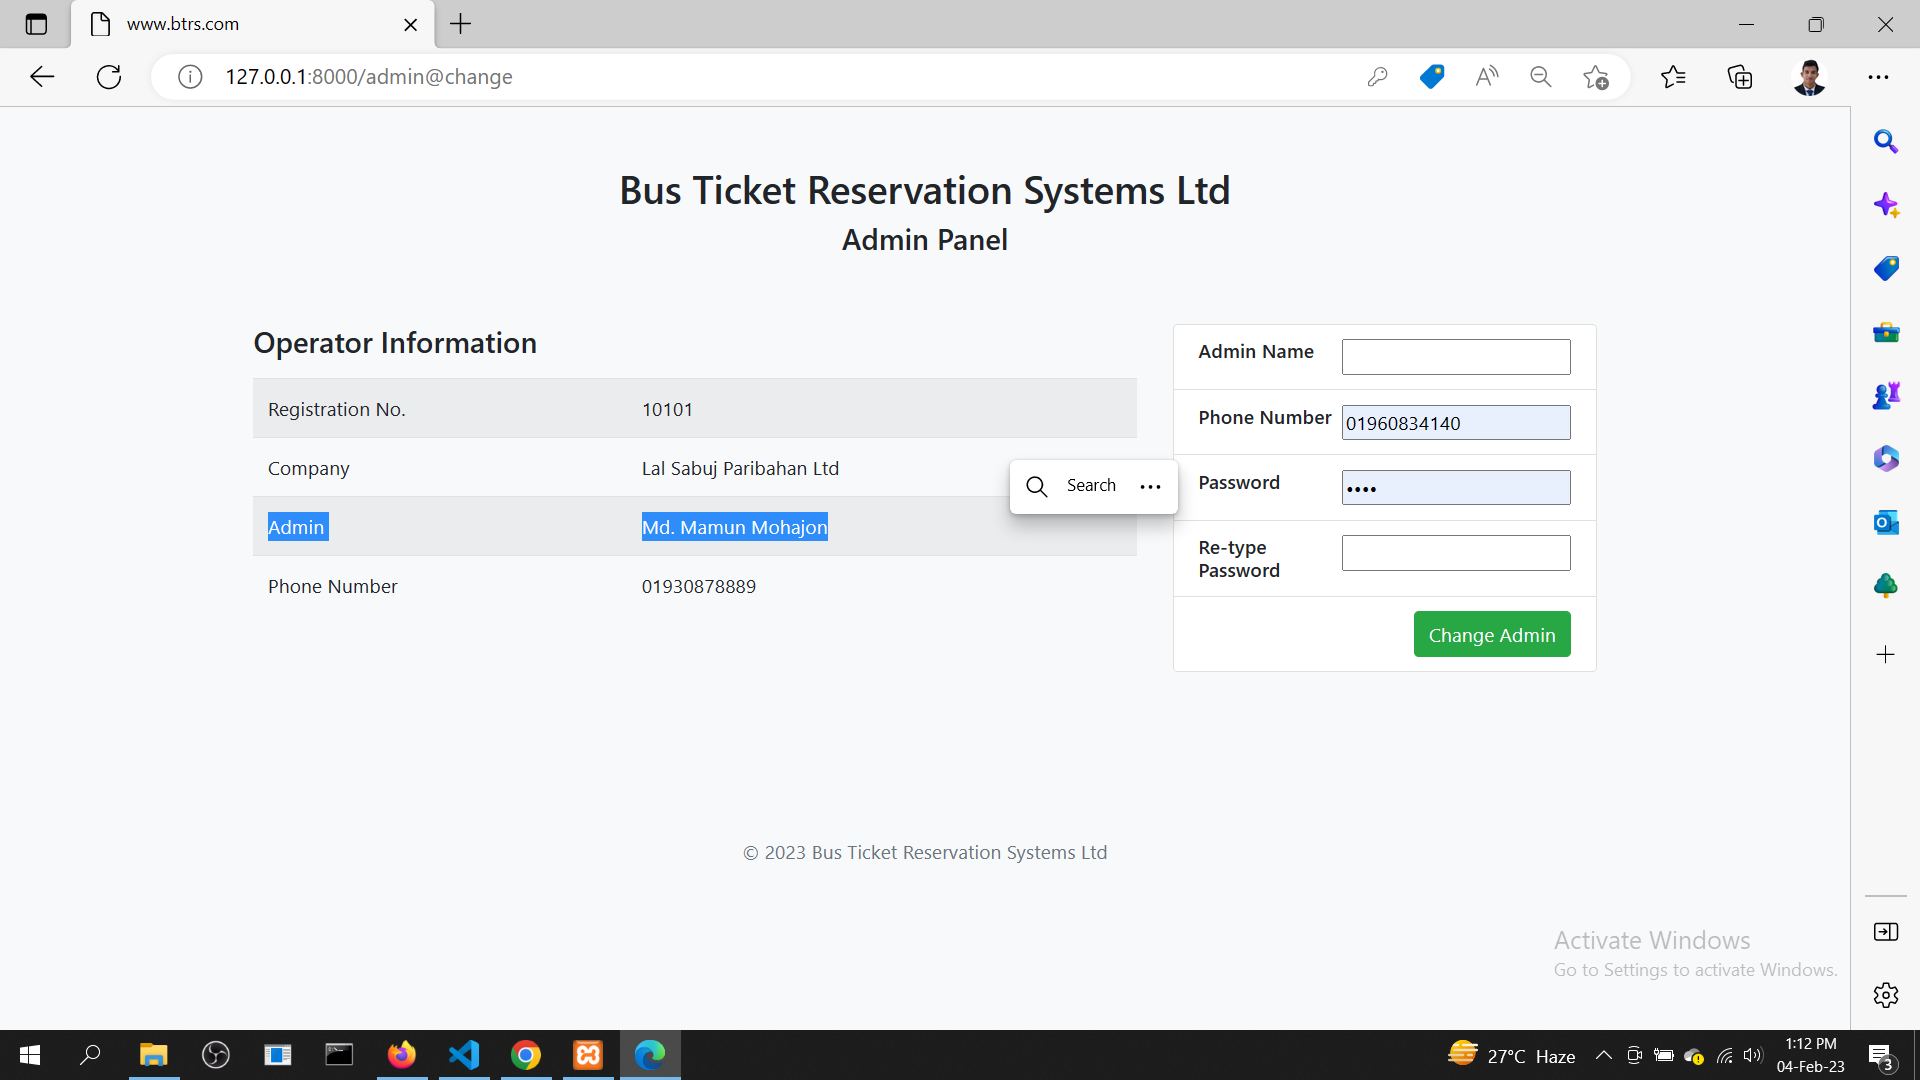 www.btrs.com
127.0.0.1:8000/admin@change
Bus Ticket Reservation Systems Ltd
Admin Panel
Operator Information
Registration No. 10101
Company Lal Sabuj Paribahan Ltd
Admin Md. Mamun Mohajon
Phone Number 01930878889
Search
Admin Name
Phone Number 01960834140
Password ••••
Re-type
Password
Change Admin
© 2023 Bus Ticket Reservation Systems Ltd
Activate Windows
Go to Settings to activate Windows.
27°C Haze
1:12 PM
04-Feb-23
3